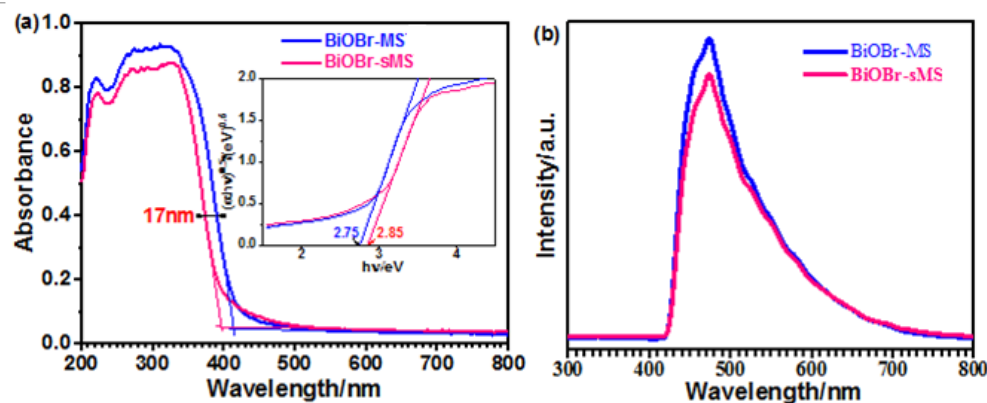 (a)
BiOBr-MS
BiOBr-sMS
1.0
0.8
0.6
0.4
0.2
0.0
Absorbance
17nm
2.0
1.5
1.0
0.5
0.0
2.75
2.85
2 3 4
hν/eV
200 300 400 500 600 700 800
Wavelength/nm
(b)
BiOBr-MS
BiOBr-sMS
Intensity/a.u.
300 400 500 600 700 800
Wavelength/nm